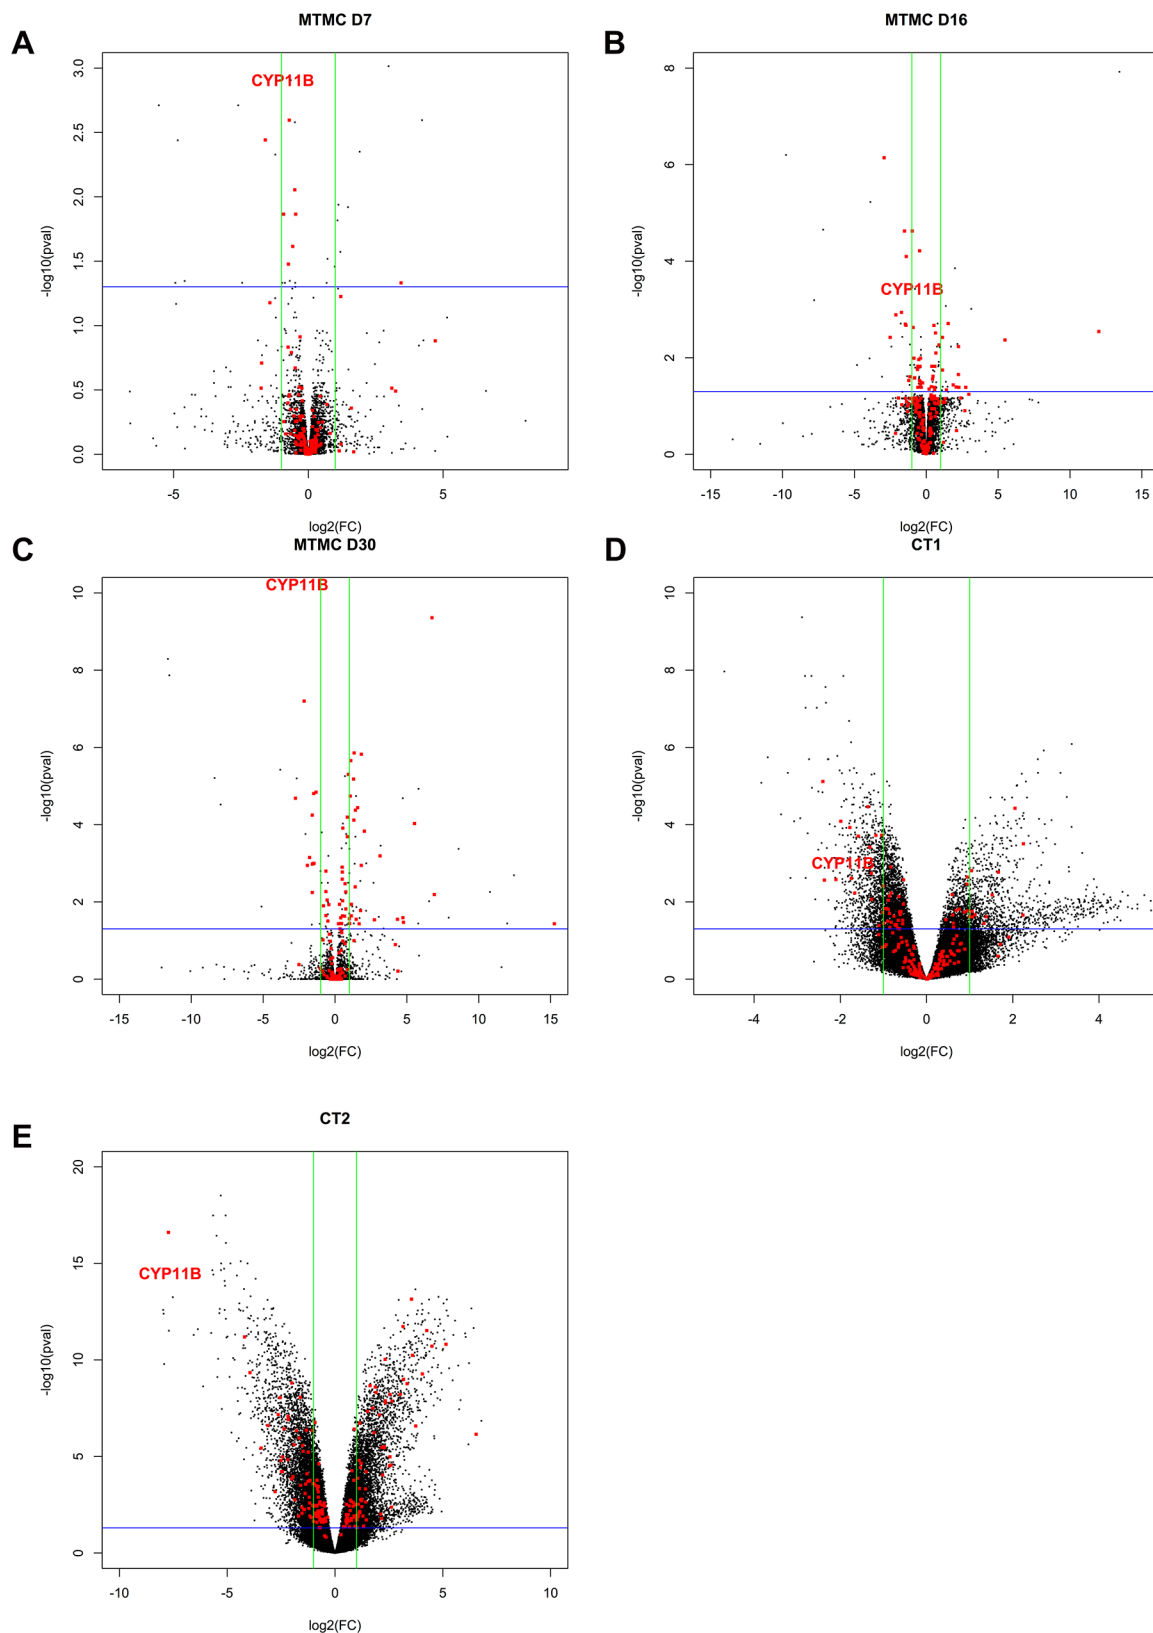 MTMC D7
MTMC D16
A
B
CYP11B
CYP11B
-log10(pval)
-log10(pval)
0.0
0.5
1.0
1.5
2.0
2.5
3.0
0
2
4
6
8
-5
0
5
-15
-10
-5
0
5
10
15
log2(FC)
log2(FC)
MTMC D30
CT1
C
D
CYP11B
CYP11B
-log10(pval)
-log10(pval)
0
2
4
6
8
10
0
2
4
6
8
10
-15
-10
-5
0
5
10
15
-4
-2
0
2
4
log2(FC)
log2(FC)
CT2
E
CYP11B
-log10(pval)
0
5
10
15
20
-10
-5
0
5
10
log2(FC)